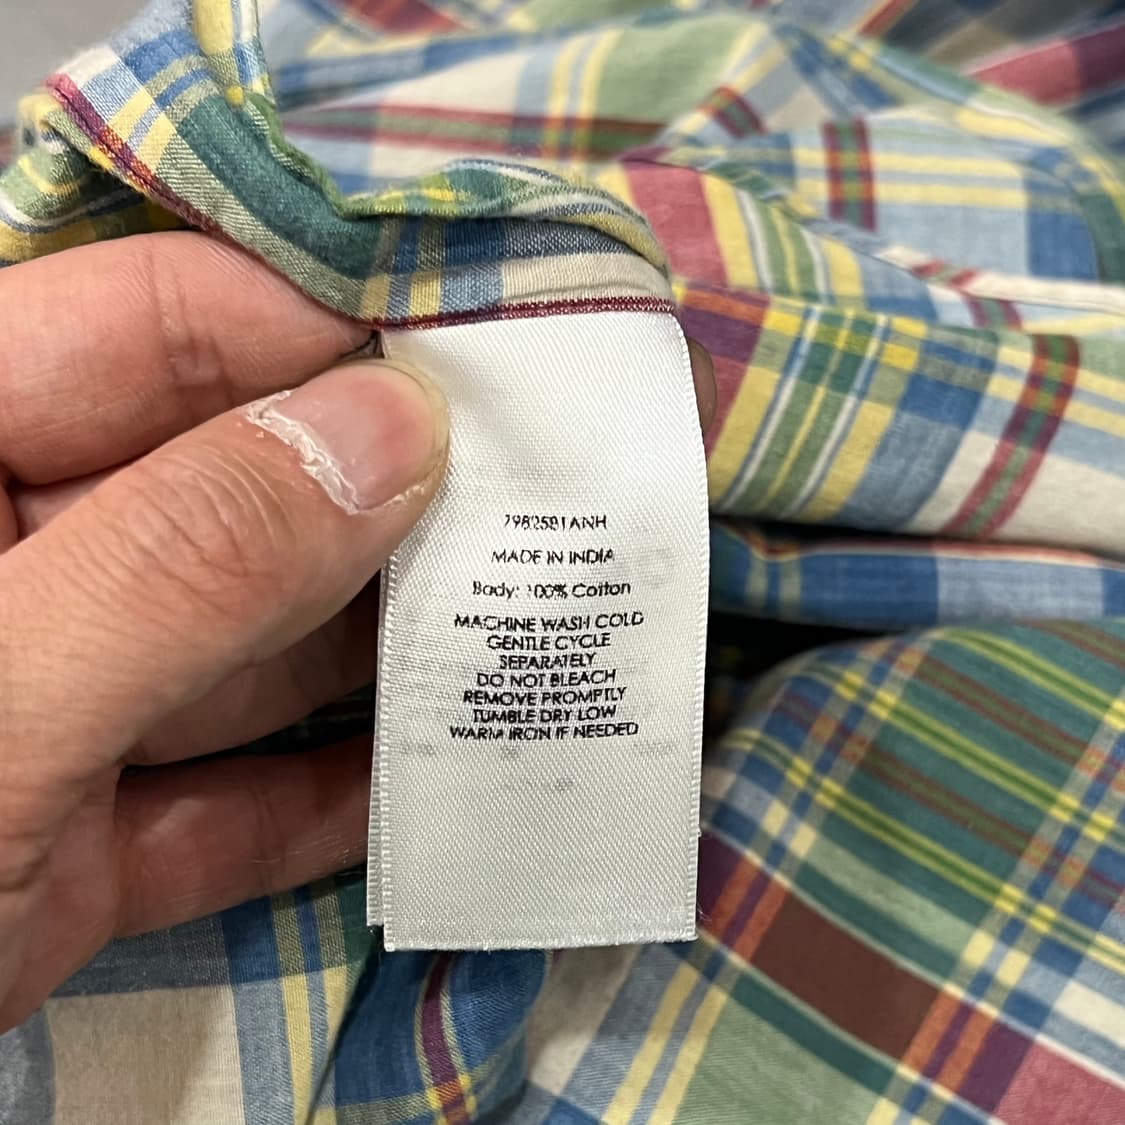 7982581ANH
MADE IN INDIA
Body: 100% Cotton
MACHINE WASH COLD
GENTLE CYCLE
SEPARATELY
DO NOT BLEACH
REMOVE PROMPTLY
TUMBLE DRY LOW
WARM IRON IF NEEDED